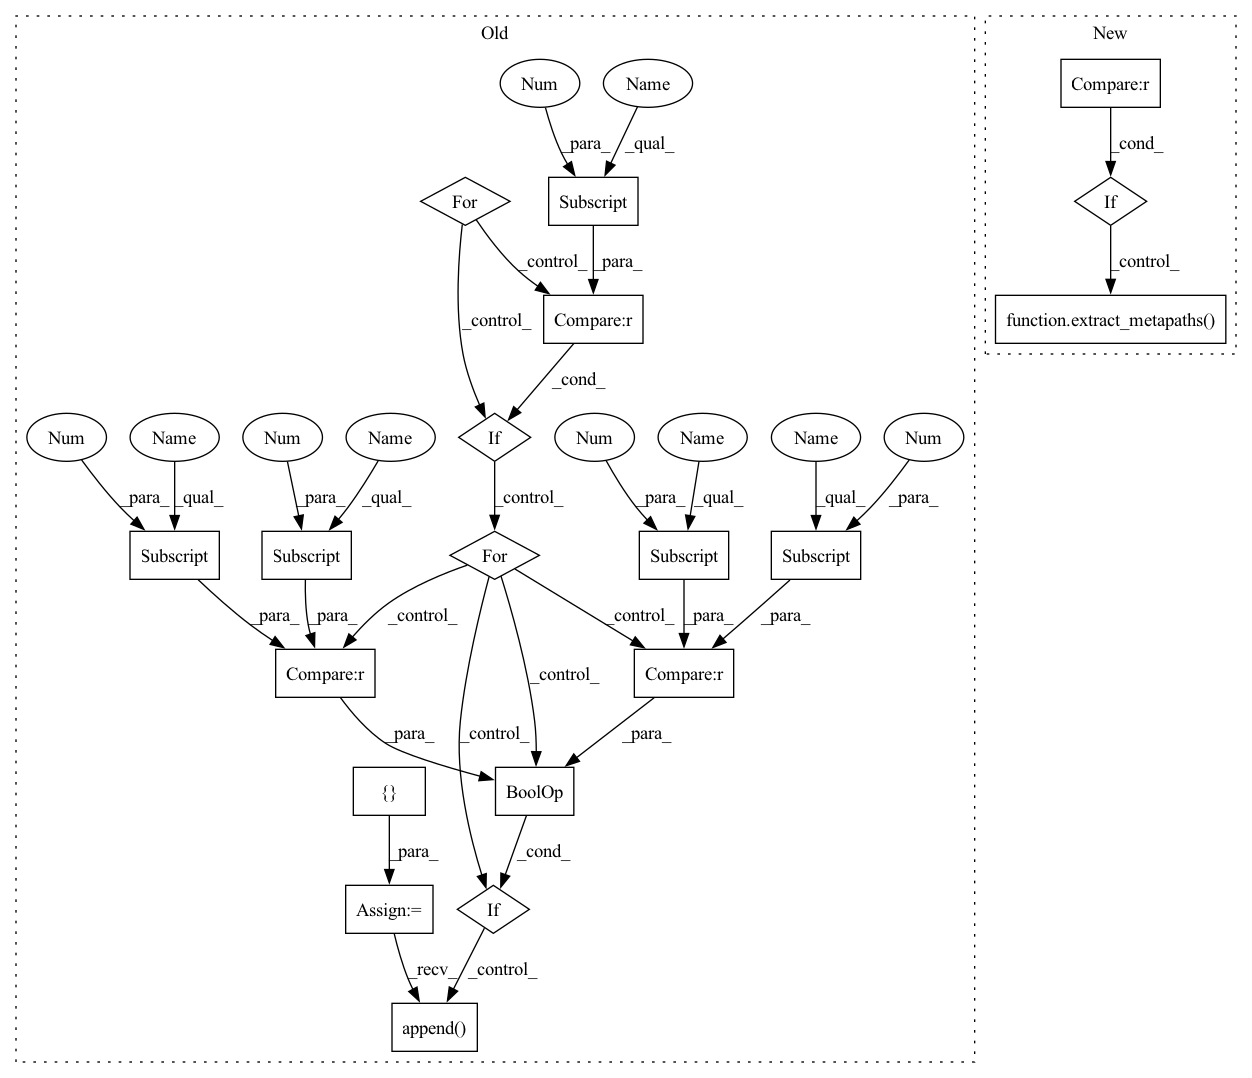 Old
New
Num
Name
Compare:r
_para_
_qual_
_cond_
For
Subscript
If
_control_
_para_
_control_
_control_
Compare:r
function.extract_metapaths()
_cond_
Num
Name
Num
Name
If
Num
Name
Name
Num
_para_
_qual_
_para_
_qual_
_control_
_para_
_qual_
_qual_
_para_
Subscript
Subscript
For
Subscript
Subscript
_para_
_para_
_control_
_control_
_para_
_para_
Compare:r
_control_
Compare:r
_para_
_control_
_para_
{}
BoolOp
_para_
_cond_
Assign:=
If
_recv_
_control_
append()